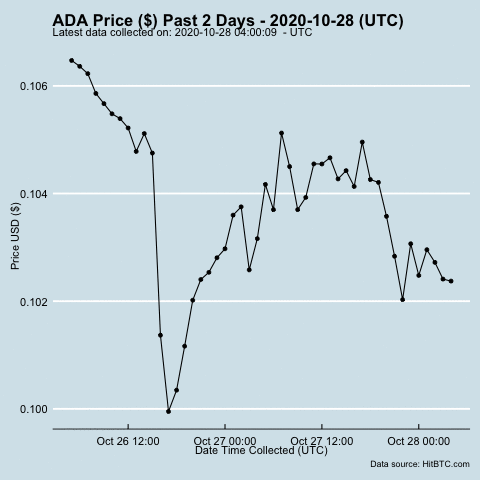 ADA Price ($) Past 2 Days - 2020-10-28 (UTC)
Latest data collected on: 2020-10-28 04:00:09  - UTC
0.106
0.104
0.102
0.100
Price USD ($)
Oct 26 12:00
Oct 27 00:00
Oct 27 12:00
Oct 28 00:00
Date Time Collected (UTC)
Data source: HitBTC.com